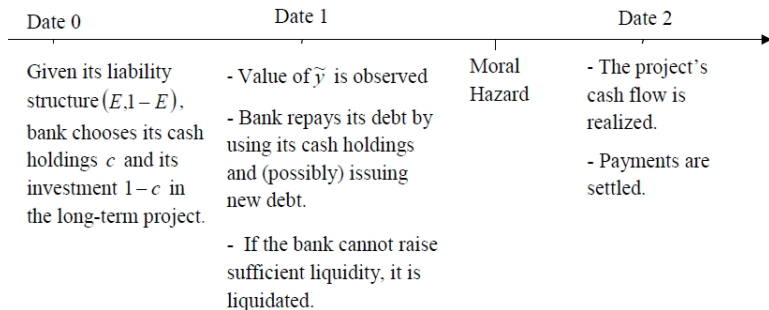 Date 0
Date 1
Date 2
Given its liability
structure (E,1−E),
bank chooses its cash
holdings c and its
investment 1−c in
the long-term project.
- Value of ỹ is observed
- Bank repays its debt by
using its cash holdings
and (possibly) issuing
new debt.
- If the bank cannot raise
sufficient liquidity, it is
liquidated.
Moral
Hazard
- The project's
cash flow is
realized.
- Payments are
settled.